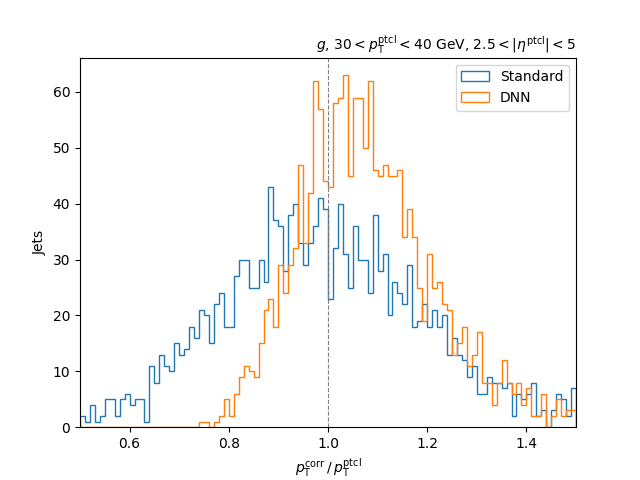 g, 30 < p_T^ptcl < 40 GeV, 2.5 < |η^ptcl| < 5
Standard
DNN
60
50
40
30
20
10
0
Jets
0.6 0.8 1.0 1.2 1.4
p_T^corr / p_T^ptcl